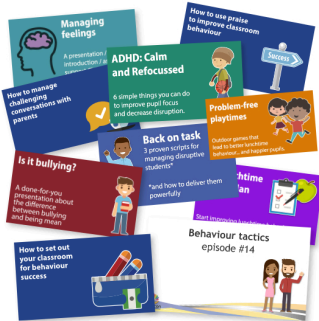 Managing
feelings
A presentation /
introduction / a
How to use praise
to improve classroom
behaviour
Success
ADHD: Calm
and Refocussed
6 simple things you can do
to improve pupil focus
and decrease disruption.
How to manage
challenging
conversations with
parents
Problem-free
playtimes
Outdoor games that
lead to better lunchtime
behaviour.. and happier pupils.
Back on task
3 proven scripts for
managing disruptive
students*
*and how to deliver them
powerfully
Is it bullying?
A done-for-you
presentation about
the difference
between bullying
and being mean
Start improving
How to set out
your classroom
for behaviour
success
Behaviour tactics
episode #14